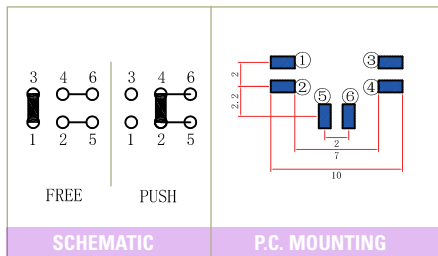 3 4 6 3 4 6
1 2 5 1 2 5
FREE PUSH
SCHEMATIC
① ③
② ④
⑤ ⑥
2
2.2
2
7
10
P.C. MOUNTING